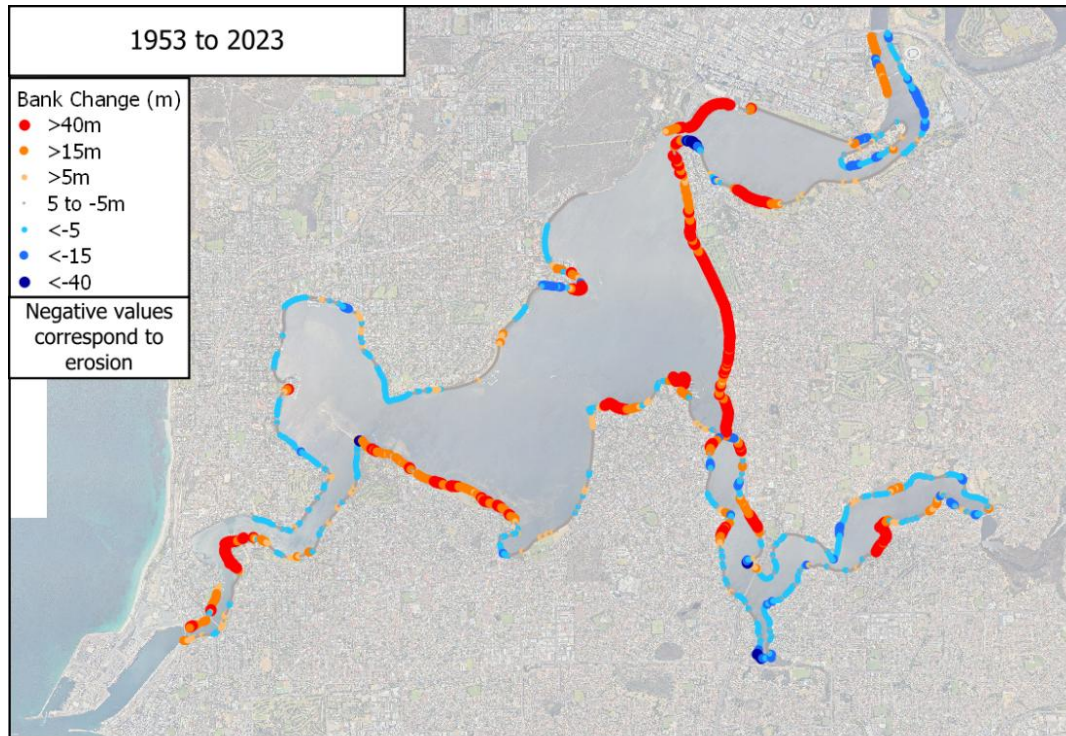 1953 to 2023
Bank Change (m)
>40m
>15m
>5m
5 to -5m
<-5
<-15
<-40
Negative values
correspond to
erosion